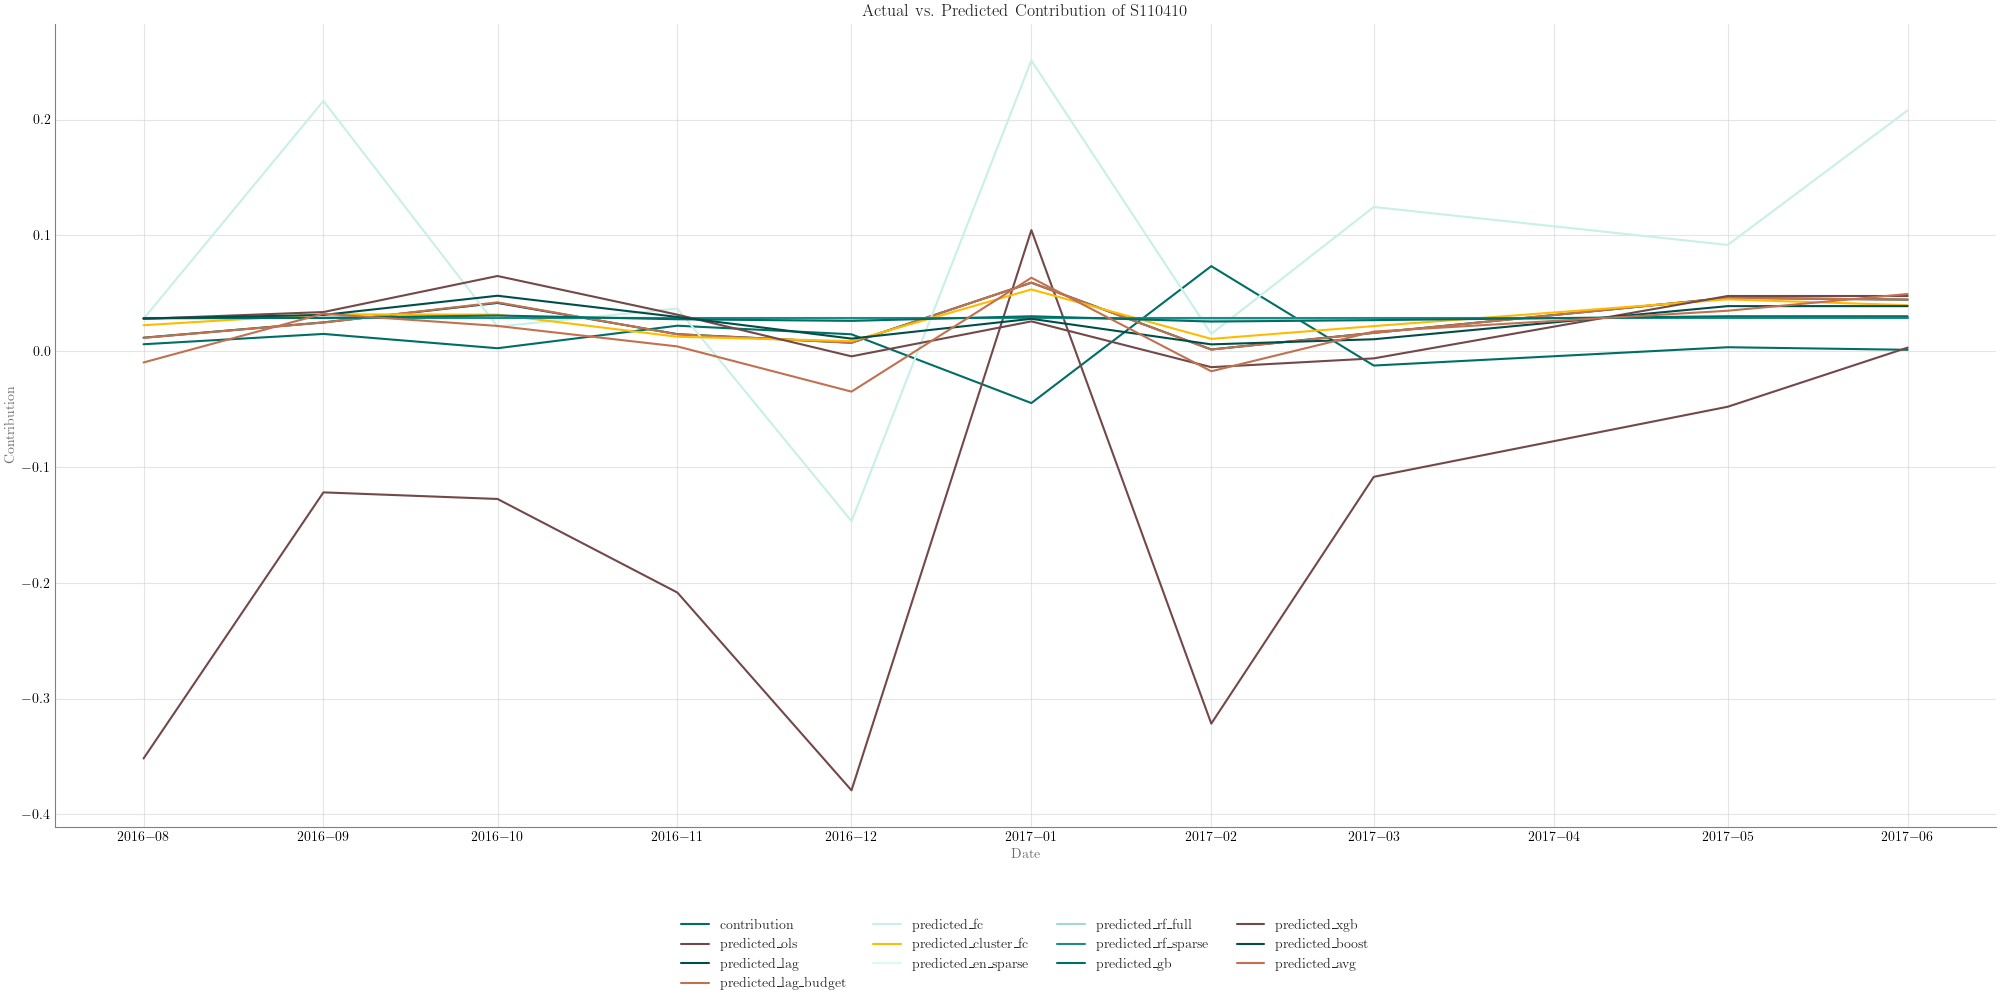 Actual vs. Predicted Contribution of S110410
0.2
0.1
0.0
−0.1
−0.2
−0.3
−0.4
Contribution
2016−08 2016−09 2016−10 2016−11 2016−12 2017−01 2017−02 2017−03 2017−04 2017−05 2017−06
Date
contribution predicted_fc predicted_rf_full predicted_xgb
predicted_ols predicted_cluster_fc predicted_rf_sparse predicted_boost
predicted_lag predicted_en_sparse predicted_gb predicted_avg
predicted_lag_budget